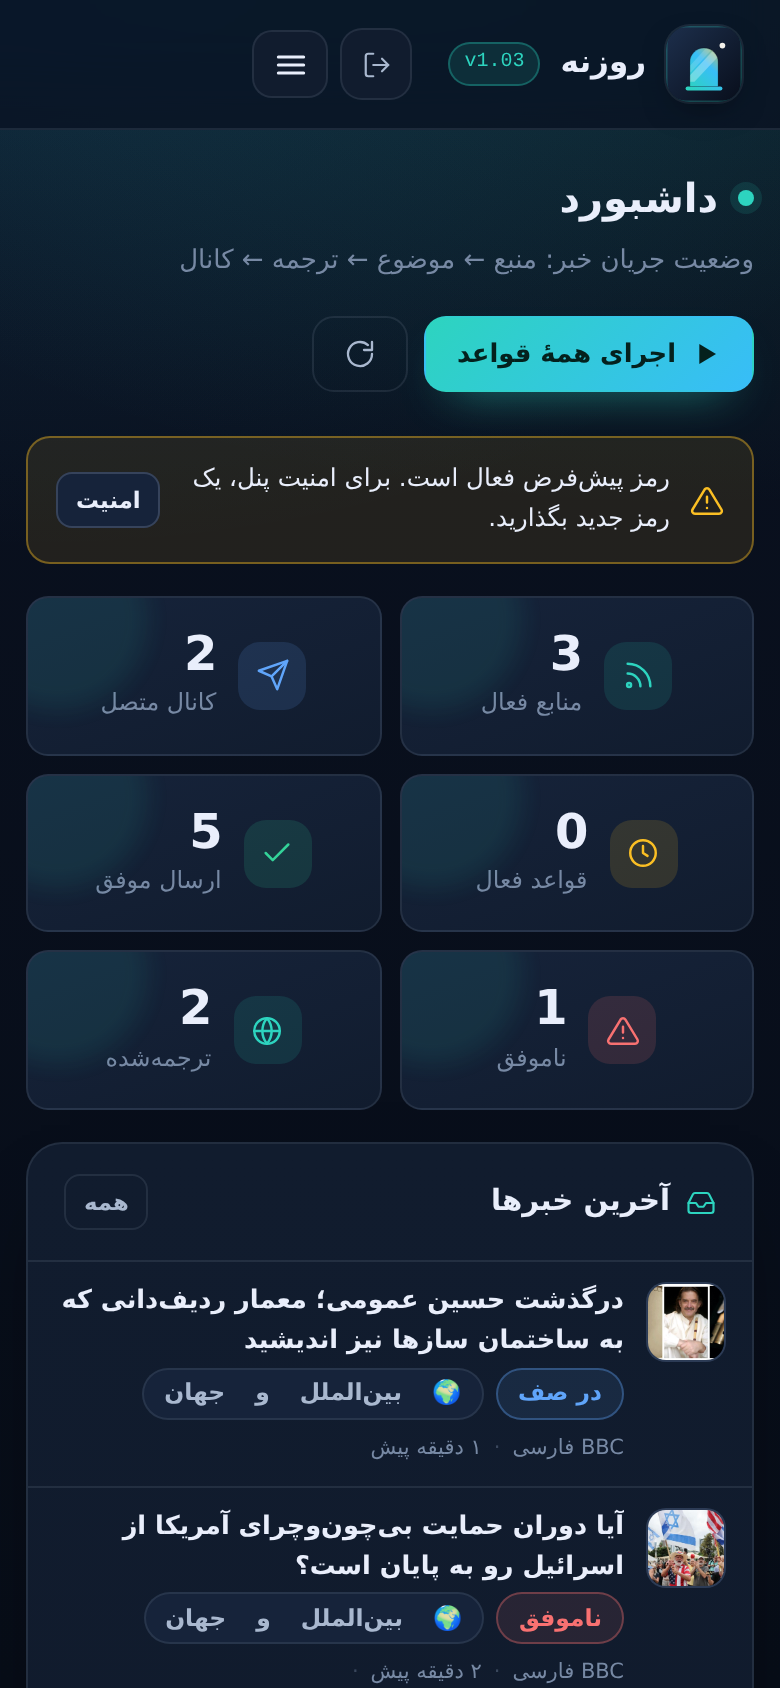 روزنه
v1.03
داشبورد
وضعیت جریان خبر: منبع ← موضوع ← ترجمه ← کانال
اجرای همهٔ قواعد
رمز پیش‌فرض فعال است. برای امنیت پنل، یک
رمز جدید بگذارید.
امنیت
3
منابع فعال
2
کانال متصل
0
قواعد فعال
5
ارسال موفق
1
ناموفق
2
ترجمه‌شده
آخرین خبرها
همه
درگذشت حسین عمومی؛ معمار ردیف‌دانی که
به ساختمان سازها نیز اندیشید
در صف
🌍 بین‌الملل و جهان
BBC فارسی · ۱ دقیقه پیش
آیا دوران حمایت بی‌چون‌وچرای آمریکا از
اسرائیل رو به پایان است؟
ناموفق
🌍 بین‌الملل و جهان
BBC فارسی · ۲ دقیقه پیش ·